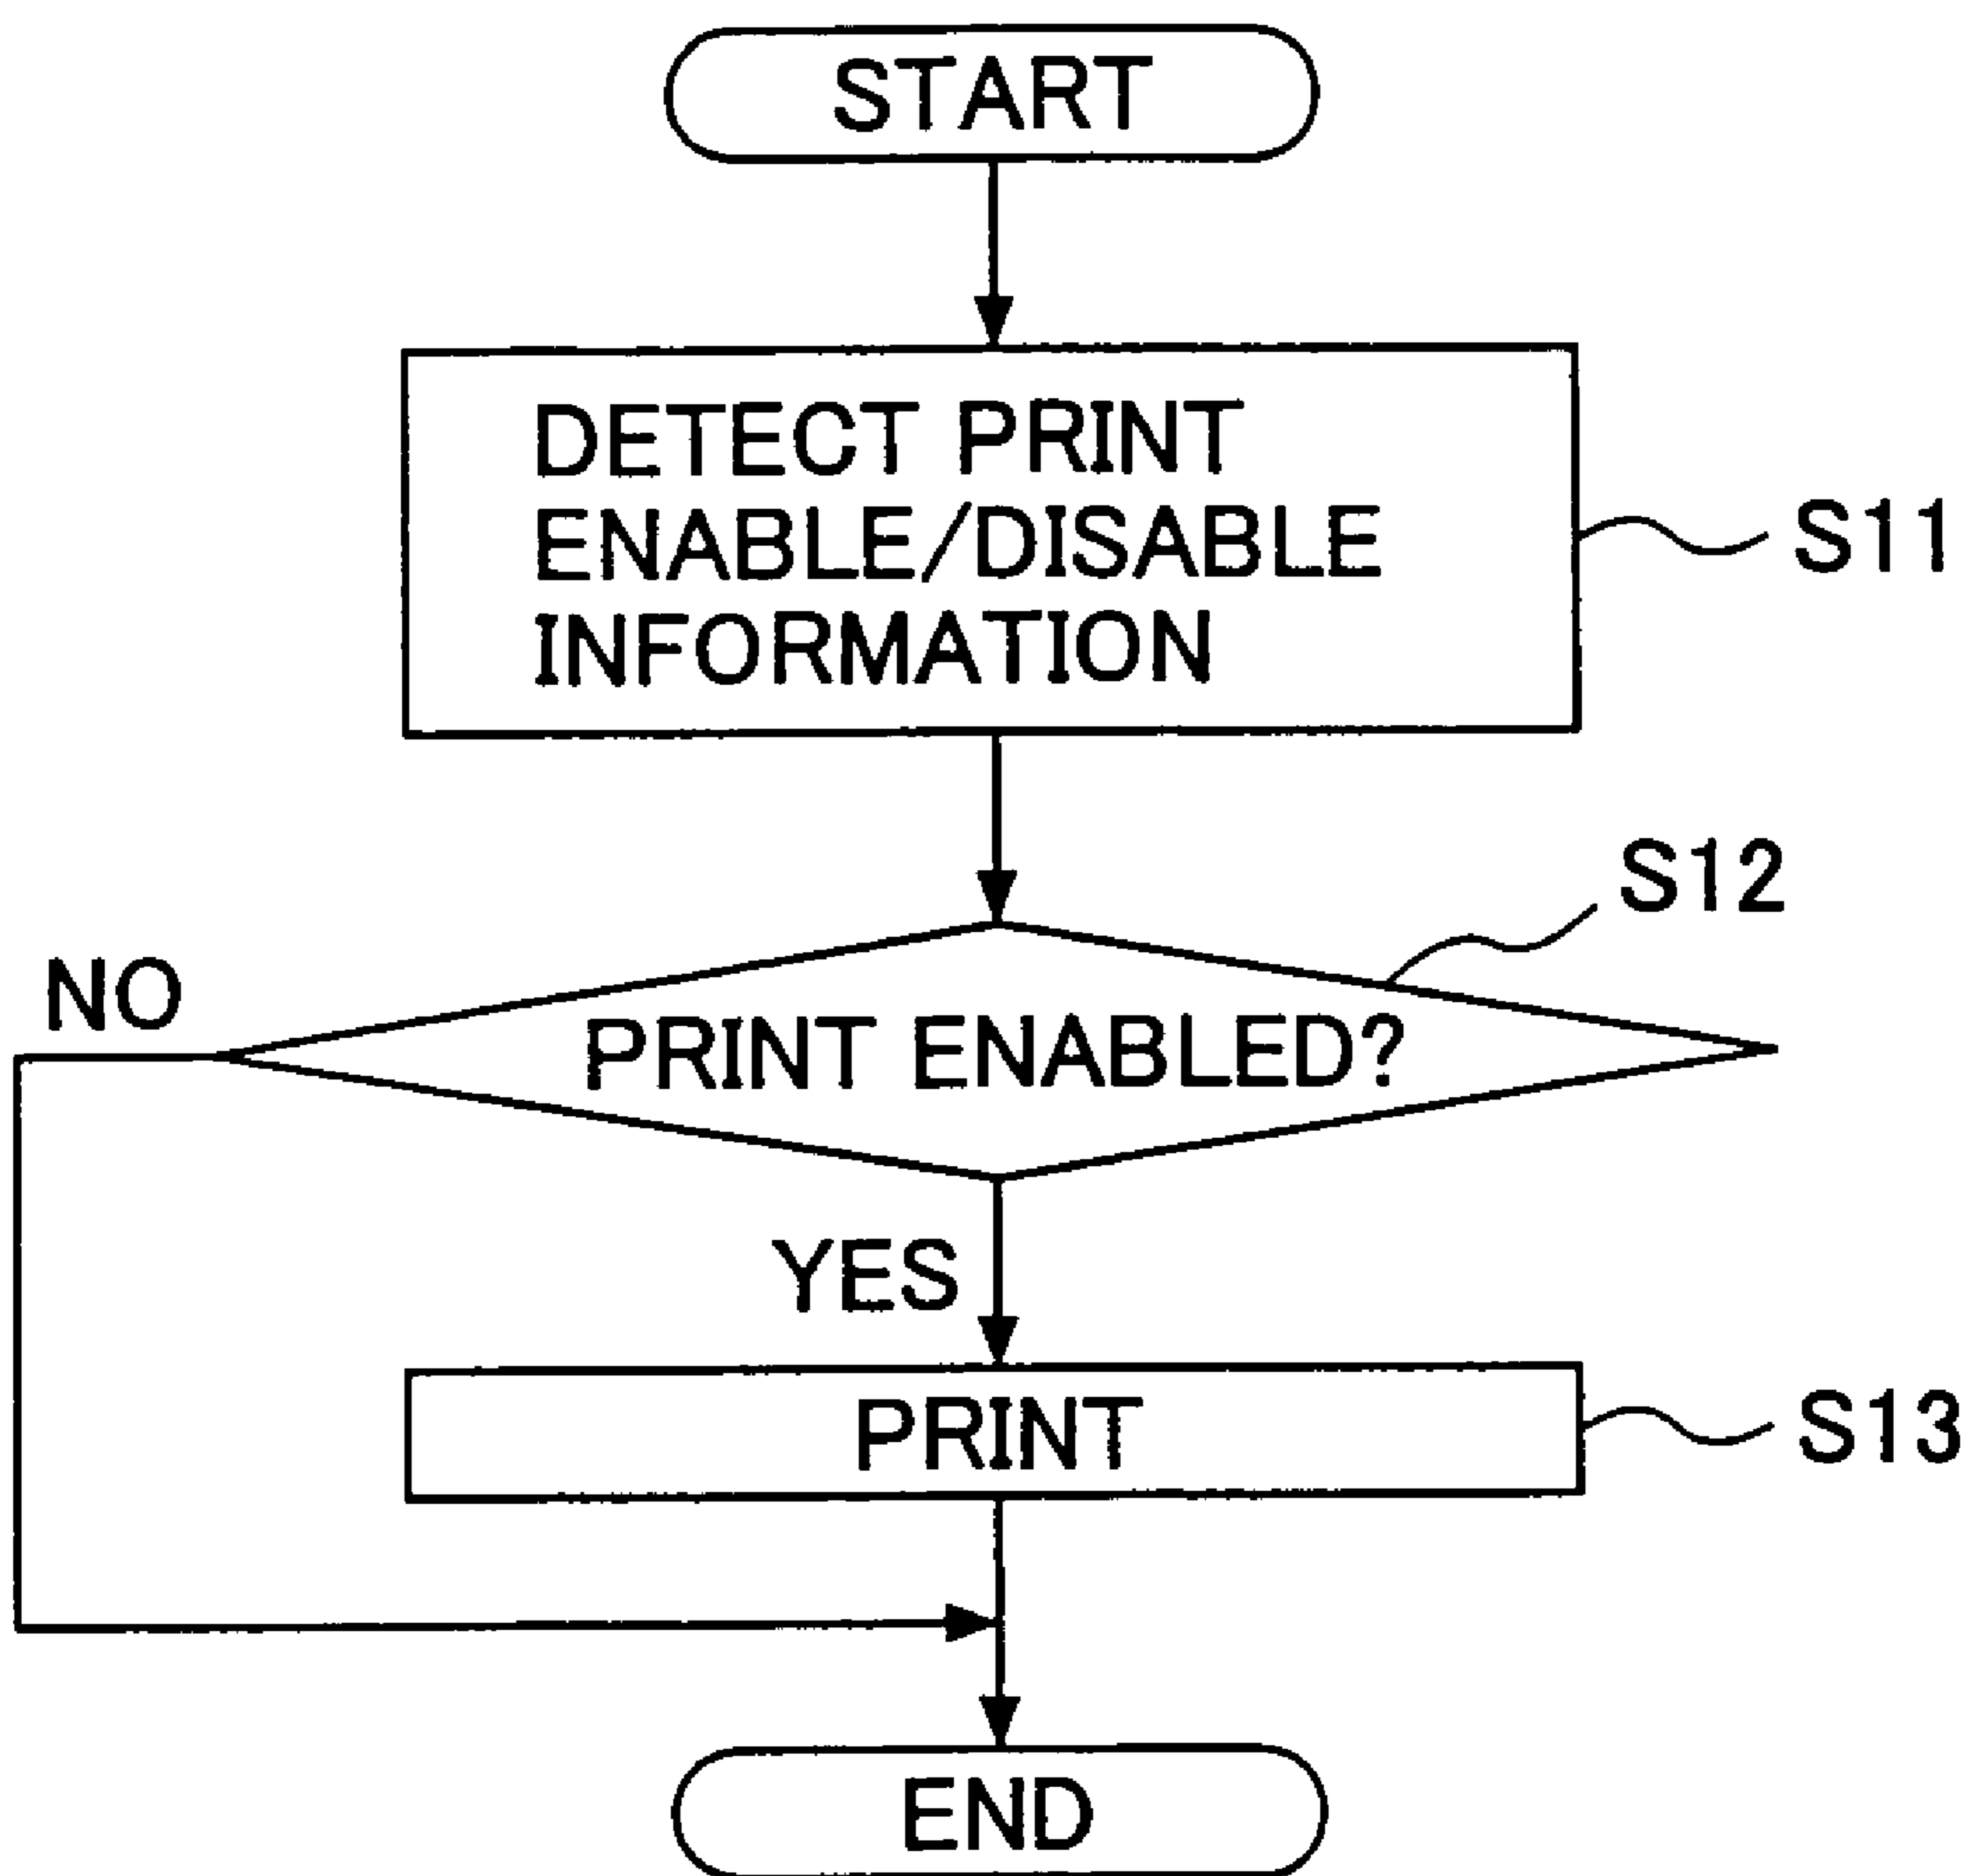 START
DETECT PRINT
ENABLE/DISABLE
INFORMATION
S11
S12
NO
PRINT ENABLED?
YES
PRINT
S13
END